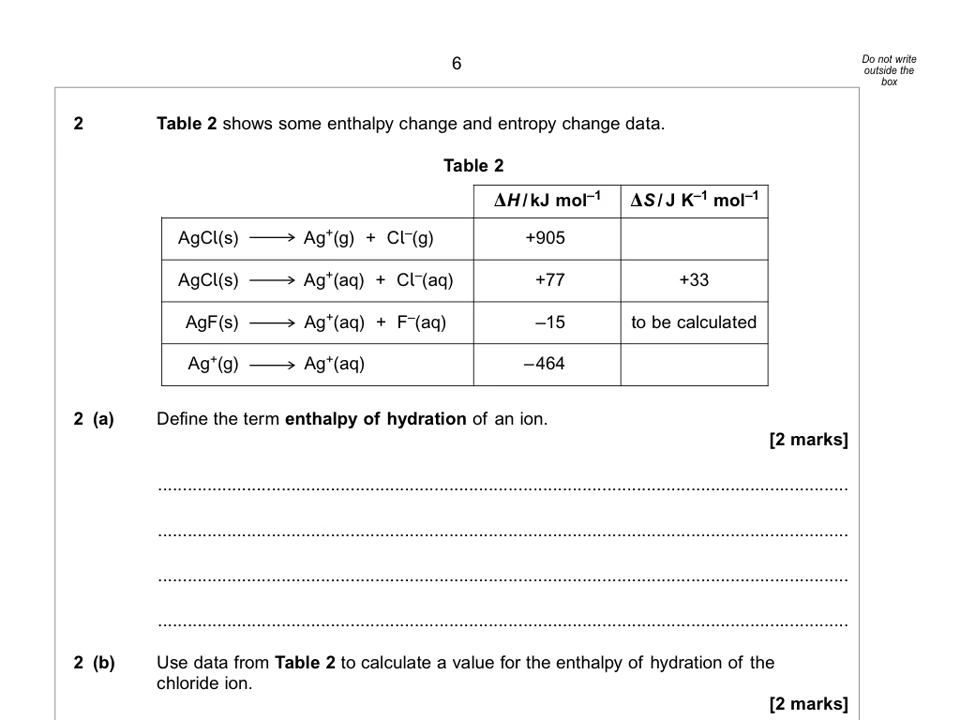 6
Do not write
outside the
box
2 Table 2 shows some enthalpy change and entropy change data.
Table 2
ΔH / kJ mol⁻¹ ΔS / J K⁻¹ mol⁻¹
AgCl(s) ⟶ Ag⁺(g) + Cl⁻(g) +905
AgCl(s) ⟶ Ag⁺(aq) + Cl⁻(aq) +77 +33
AgF(s) ⟶ Ag⁺(aq) + F⁻(aq) –15 to be calculated
Ag⁺(g) ⟶ Ag⁺(aq) –464
2 (a) Define the term enthalpy of hydration of an ion.
[2 marks]
2 (b) Use data from Table 2 to calculate a value for the enthalpy of hydration of the
chloride ion.
[2 marks]